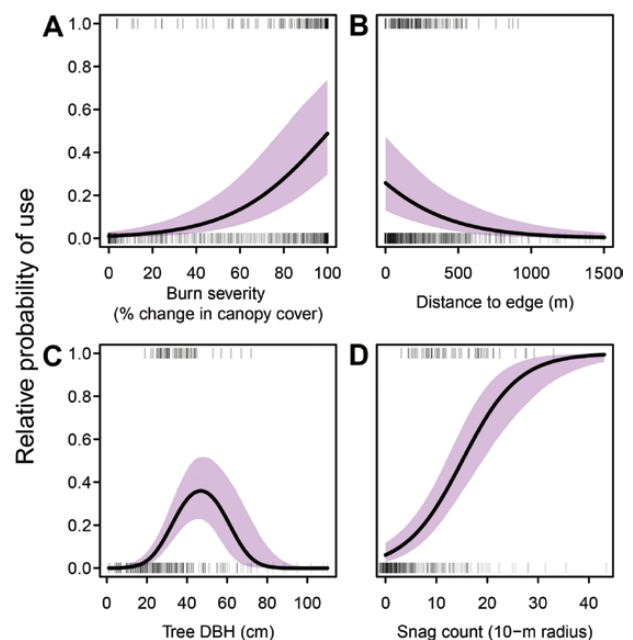 A
B
1.0
0.8
0.6
0.4
0.2
0.0
0 20 40 60 80 100
Burn severity
(% change in canopy cover)
0 500 1000 1500
Distance to edge (m)
Relative probability of use
C
D
1.0
0.8
0.6
0.4
0.2
0.0
0 20 40 60 80 100
Tree DBH (cm)
0 10 20 30 40
Snag count (10−m radius)